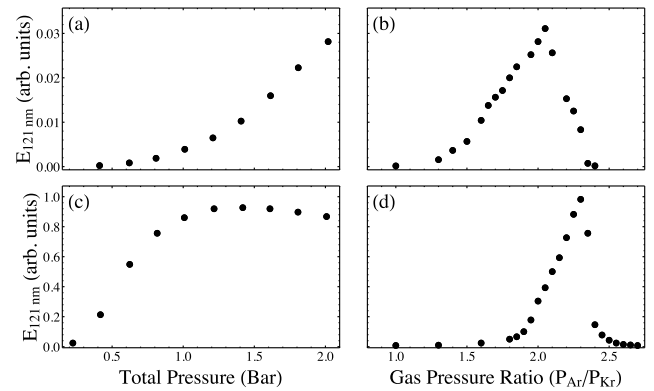 (a)
(b)
0.03
0.02
0.01
0.00
E121 nm (arb. units)
(c)
(d)
1.0
0.8
0.6
0.4
0.2
0.0
E121 nm (arb. units)
0.5 1.0 1.5 2.0
1.0 1.5 2.0 2.5
Total Pressure (Bar)
Gas Pressure Ratio (PAr/PKr)